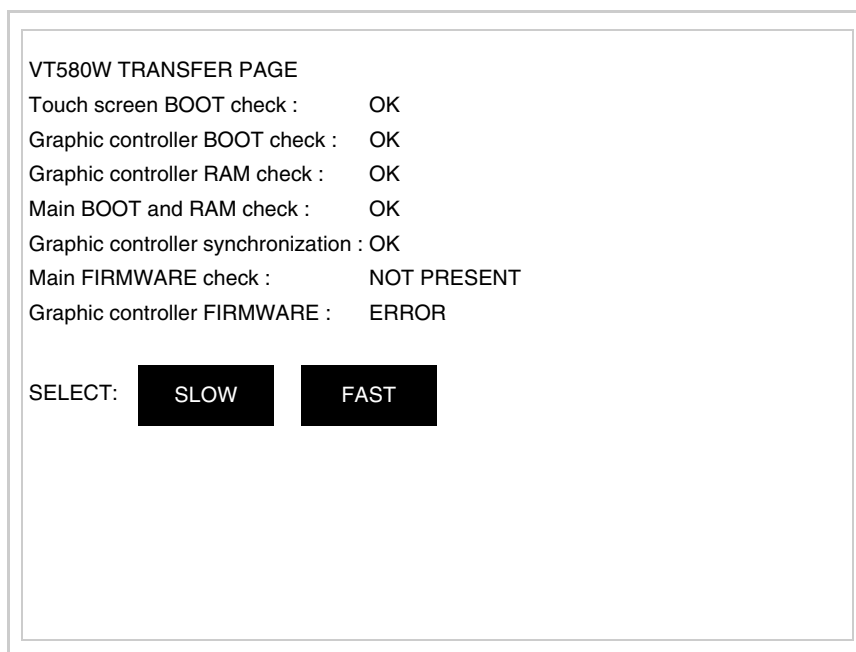 VT580W TRANSFER PAGE
Touch screen BOOT check : OK
Graphic controller BOOT check : OK
Graphic controller RAM check : OK
Main BOOT and RAM check : OK
Graphic controller synchronization : OK
Main FIRMWARE check : NOT PRESENT
Graphic controller FIRMWARE : ERROR
SELECT: SLOW FAST